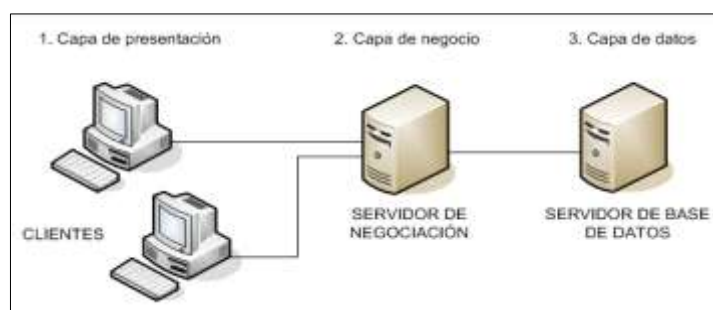 1. Capa de presentación
2. Capa de negocio
3. Capa de datos
CLIENTES
SERVIDOR DE
NEGOCIACIÓN
SERVIDOR DE BASE
DE DATOS